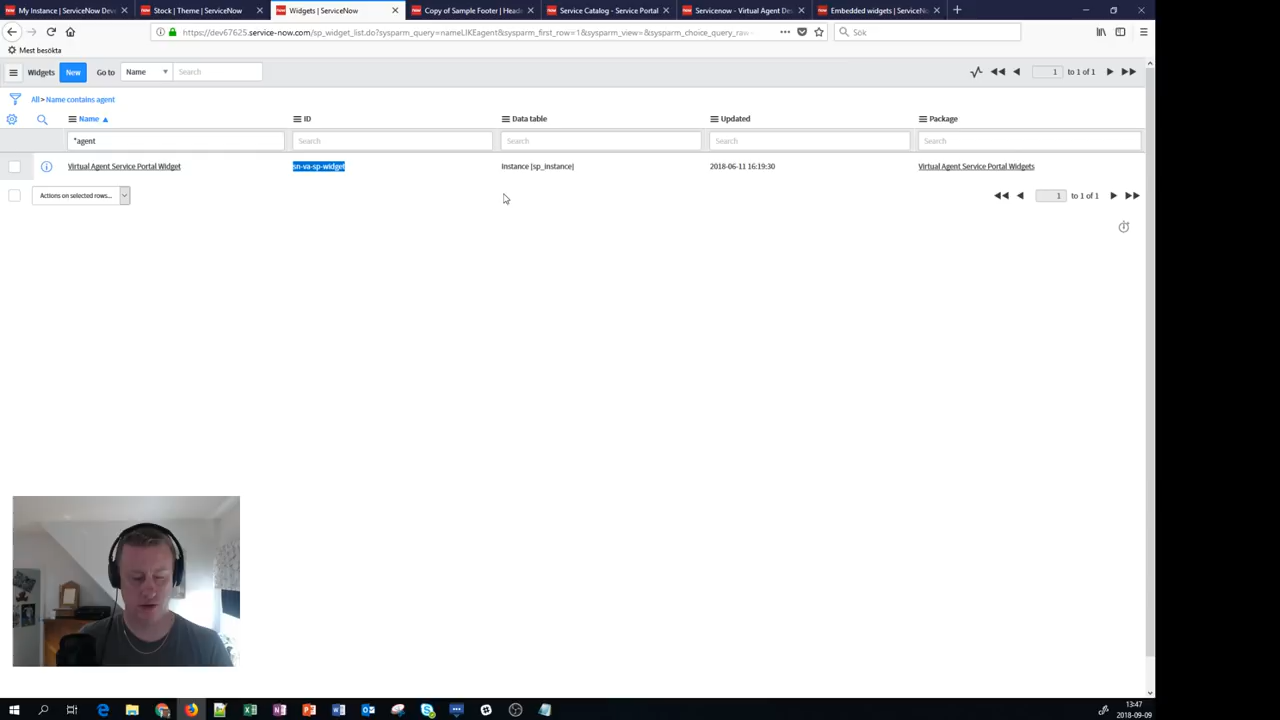 My Instance | ServiceNow Deve
Stock | Theme | ServiceNow
Widgets | ServiceNow
Copy of Sample Footer | Heade
Service Catalog - Service Portal
Servicenow - Virtual Agent Des
Embedded widgets | ServiceNo
https://dev67625.service-now.com/sp_widget_list.do?sysparm_query=nameLIKEagent&sysparm_first_row=1&sysparm_view=&sysparm_choice_query_raw=
Sök
Mest besökta
Widgets
New
Go to
Name
Search
1
to 1 of 1
All > Name contains agent
Name
ID
Data table
Updated
Package
*agent
Search
Search
Search
Search
Virtual Agent Service Portal Widget
sn-va-sp-widget
Instance [sp_instance]
2018-06-11 16:19:30
Virtual Agent Service Portal Widgets
Actions on selected rows...
1
to 1 of 1
13:47
2018-09-09